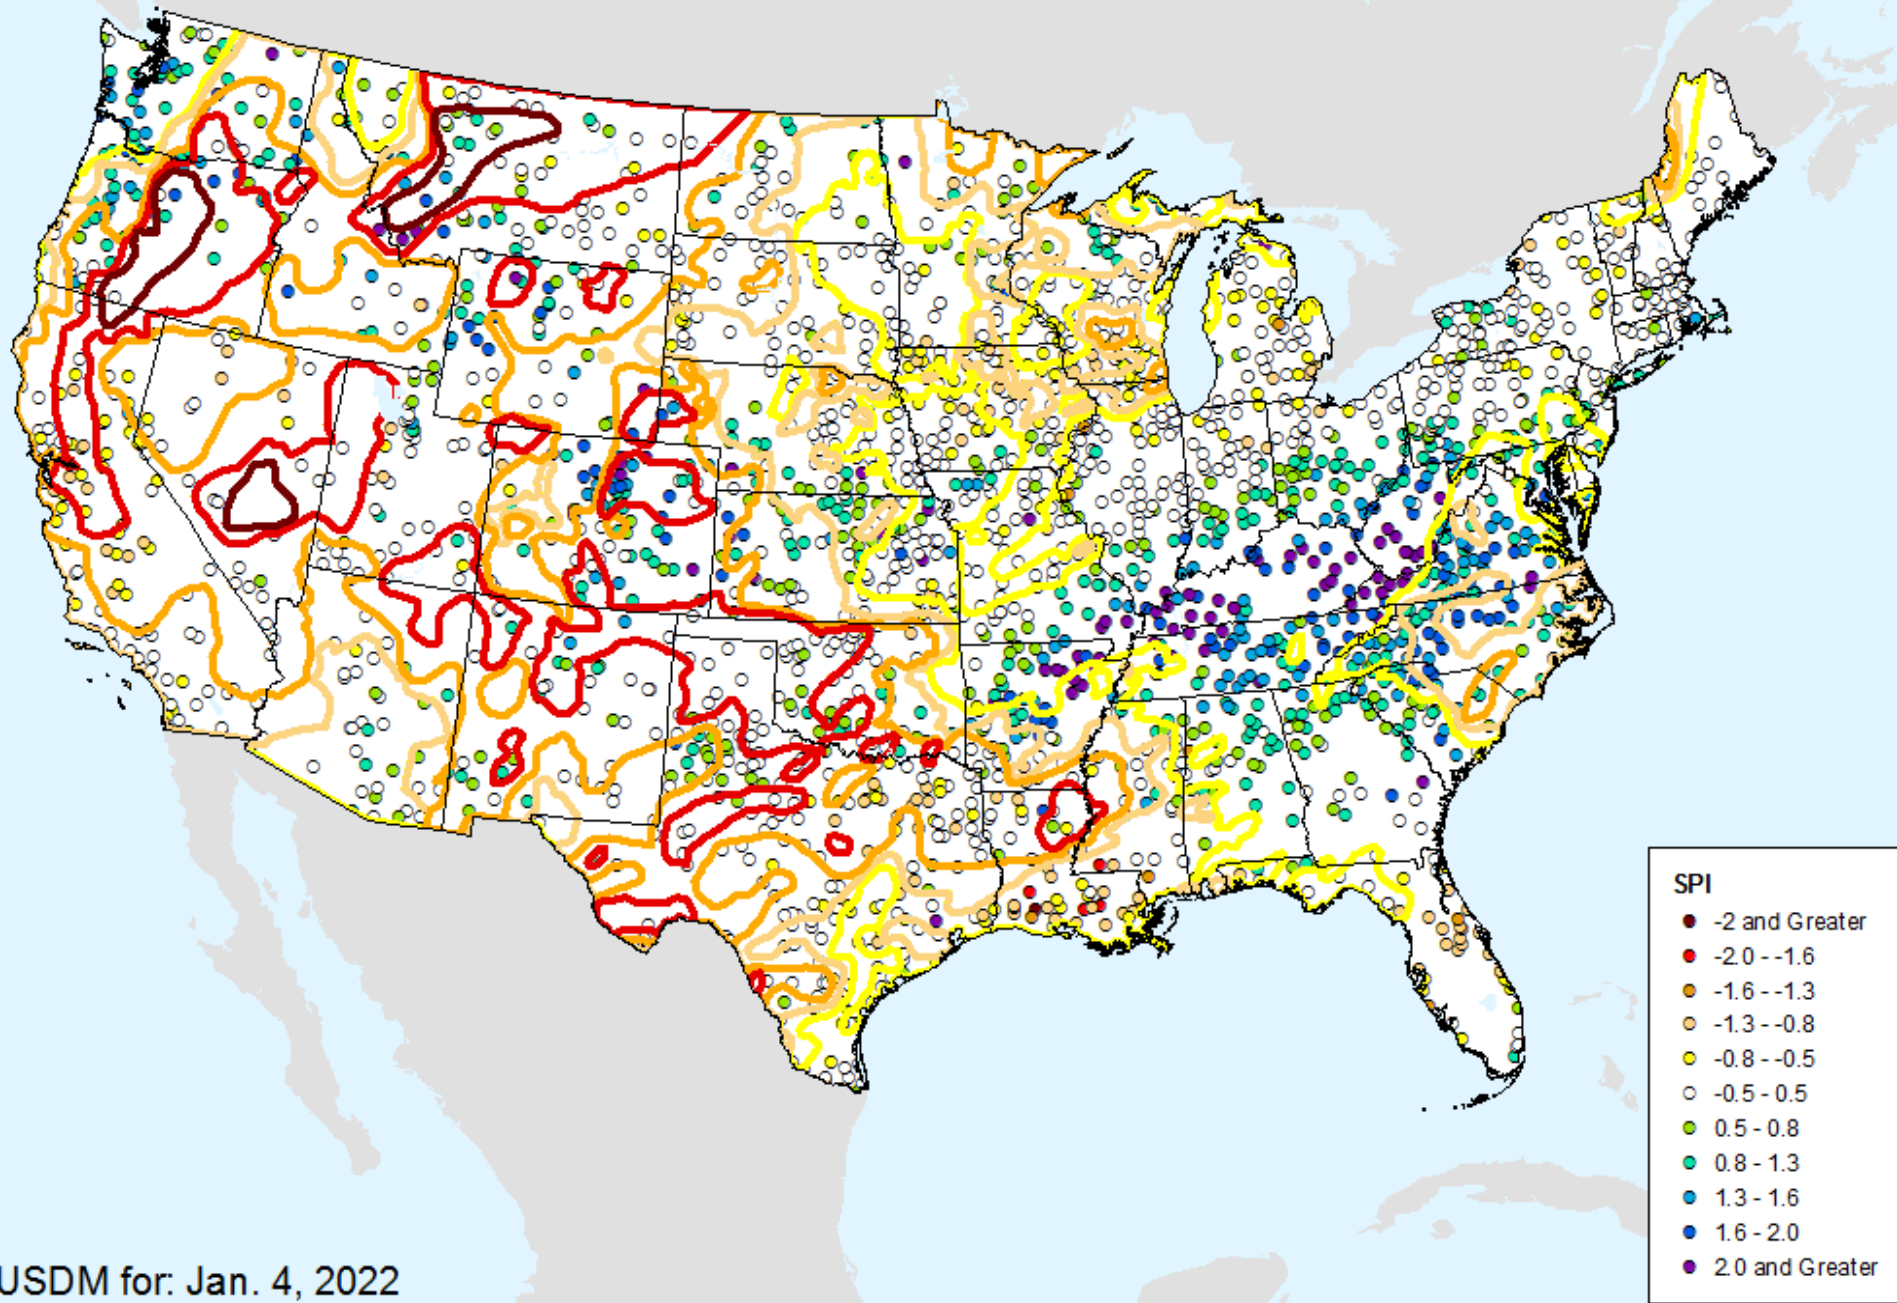 SPI
-2 and Greater
-2.0 - -1.6
-1.6 - -1.3
-1.3 - -0.8
-0.8 - -0.5
-0.5 - 0.5
0.5 - 0.8
0.8 - 1.3
1.3 - 1.6
1.6 - 2.0
2.0 and Greater
USDM for: Jan. 4, 2022